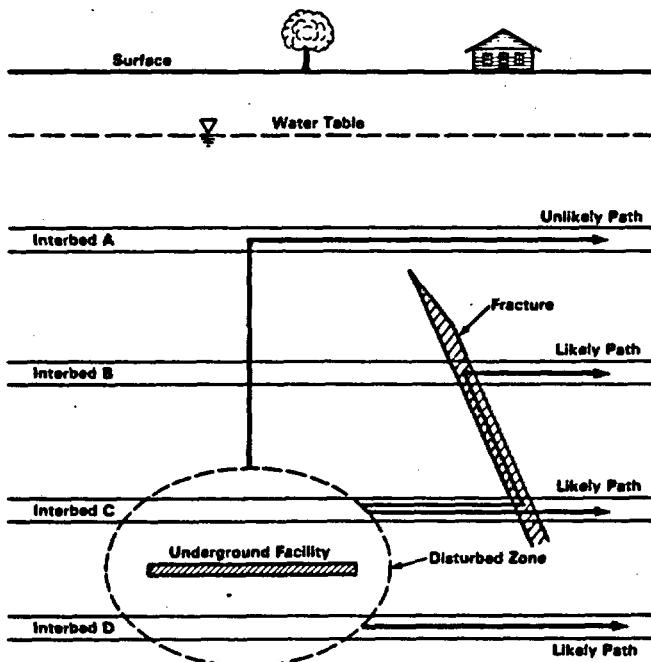 Surface
Water Table
Unlikely Path
Interbed A
Fracture
Likely Path
Interbed B
Likely Path
Interbed C
Underground Facility
Disturbed Zone
Interbed D
Likely Path